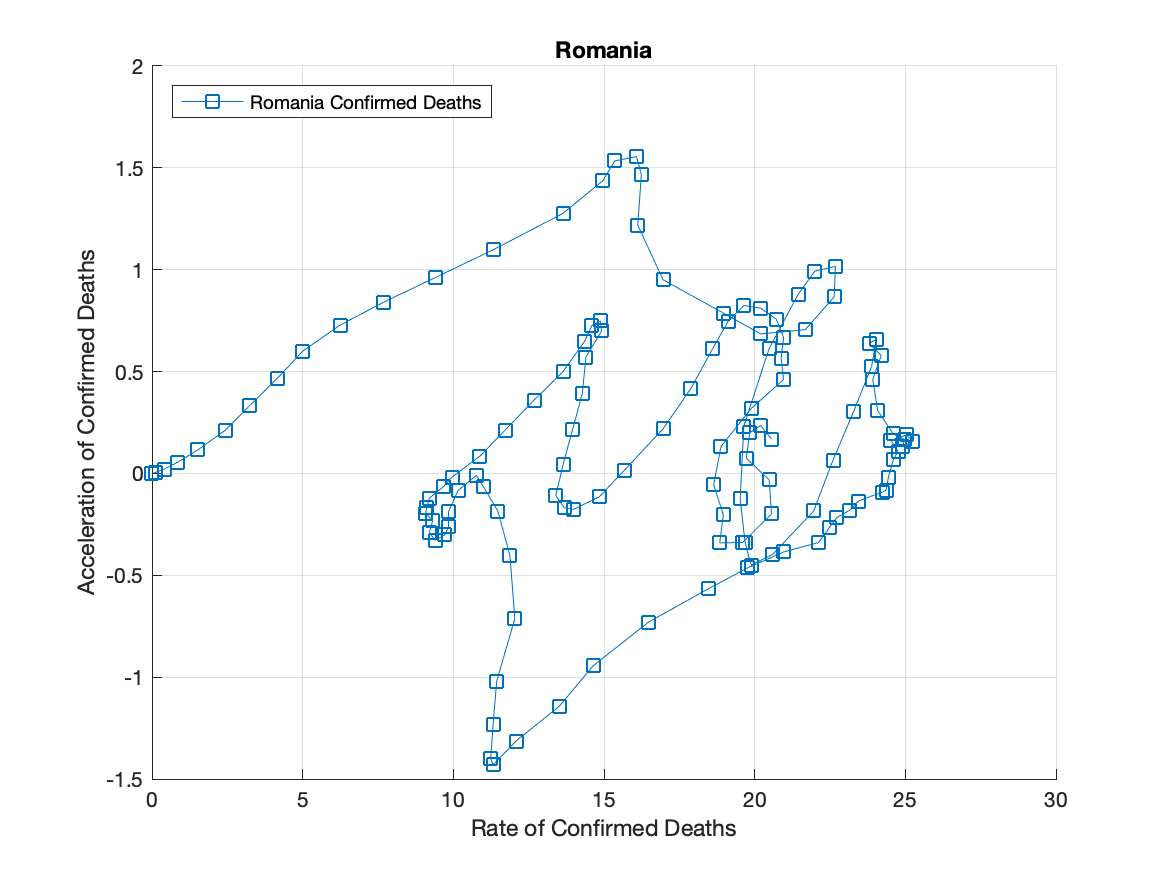 Romania
2
Romania Confirmed Deaths
1.5
1
0.5
0
-0.5
-1
-1.5
Acceleration of Confirmed Deaths
0 5 10 15 20 25 30
Rate of Confirmed Deaths